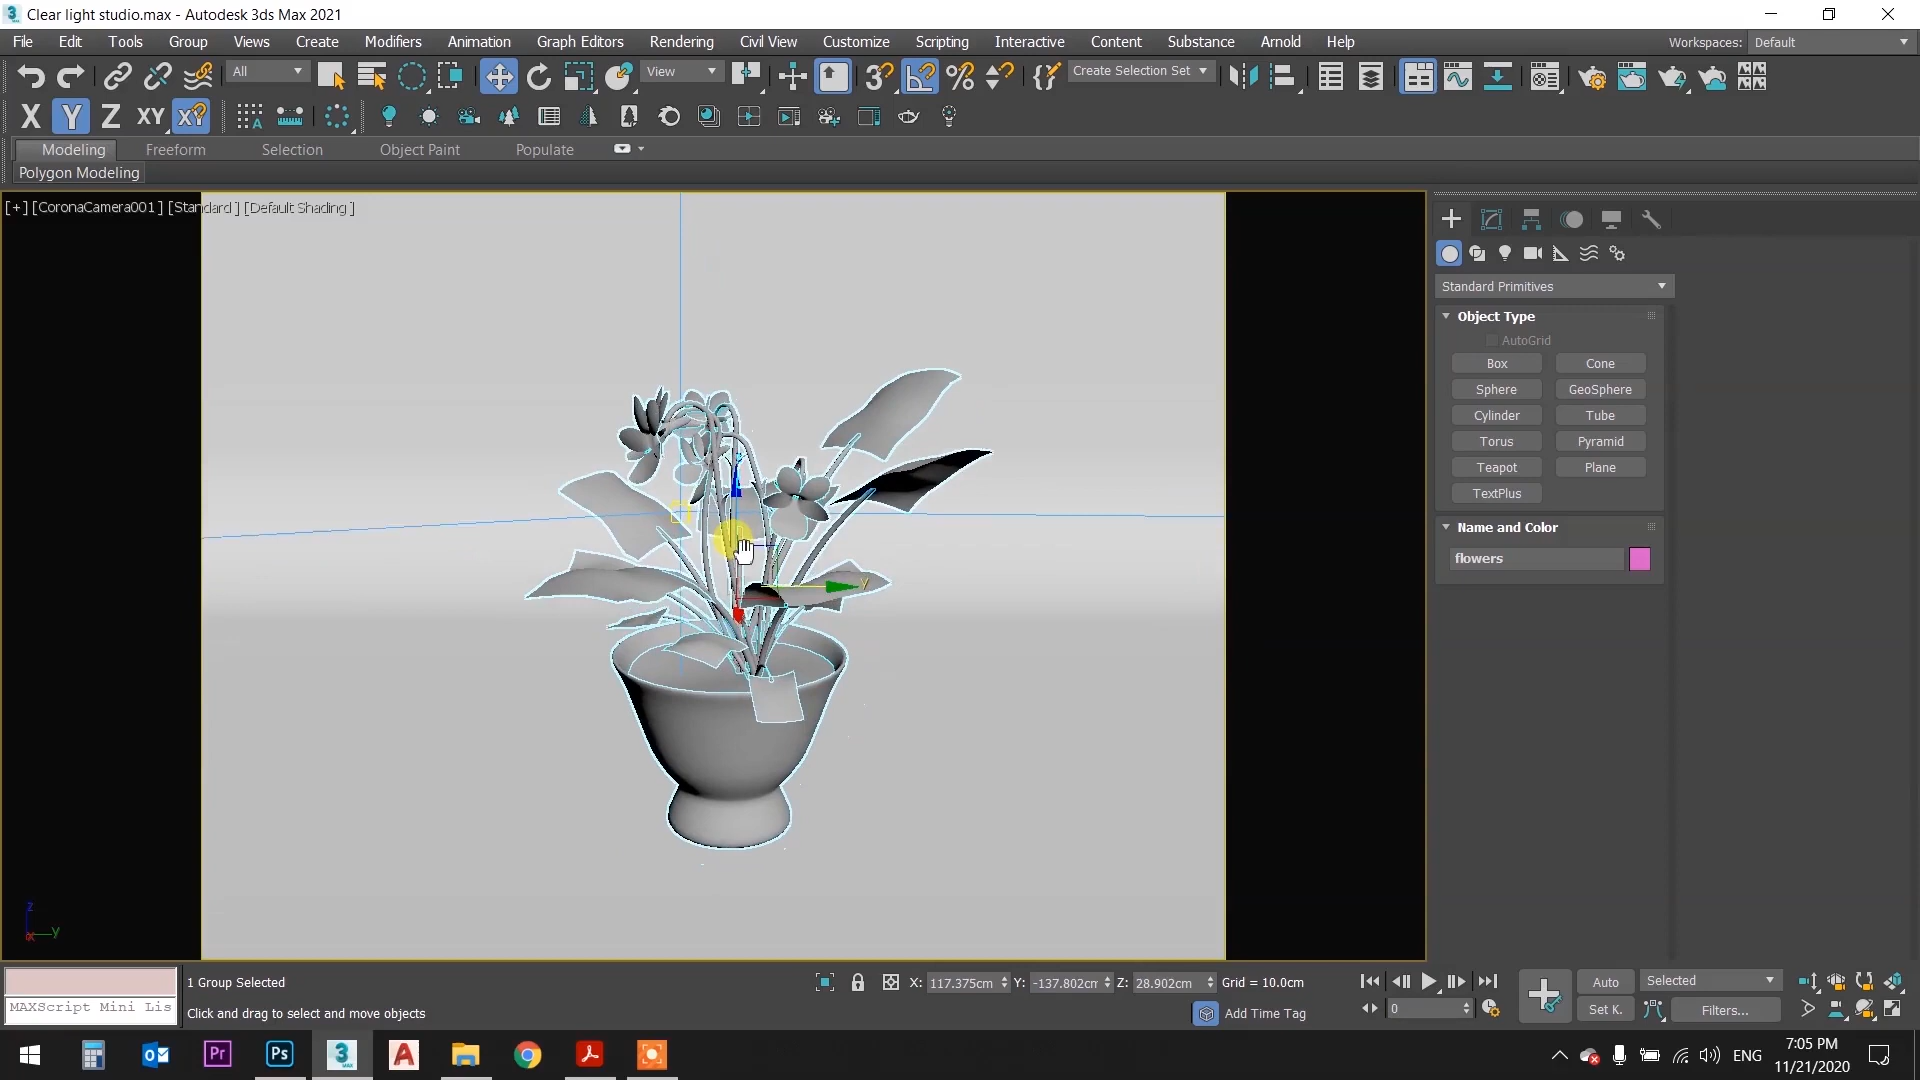 Clear light studio.max - Autodesk 3ds Max 2021
File Edit Tools Group Views Create Modifiers Animation Graph Editors Rendering Civil View Customize Scripting Interactive Content Substance Arnold Help Workspaces: Default
All View Create Selection Set
X Y Z XY XY
Modeling Freeform Selection Object Paint Populate
Polygon Modeling
[+] [CoronaCamera001] [Standard] [Default Shading]
Standard Primitives
Object Type
AutoGrid
Box Cone
Sphere GeoSphere
Cylinder Tube
Torus Pyramid
Teapot Plane
TextPlus
Name and Color
flowers
y
z
x y
1 Group Selected X: 117.375cm Y: -137.802cm Z: 28.902cm Grid = 10.0cm Auto Selected
MAXScript Mini Lis Click and drag to select and move objects Add Time Tag 0 Set K. Filters...
ENG 7:05 PM
11/21/2020